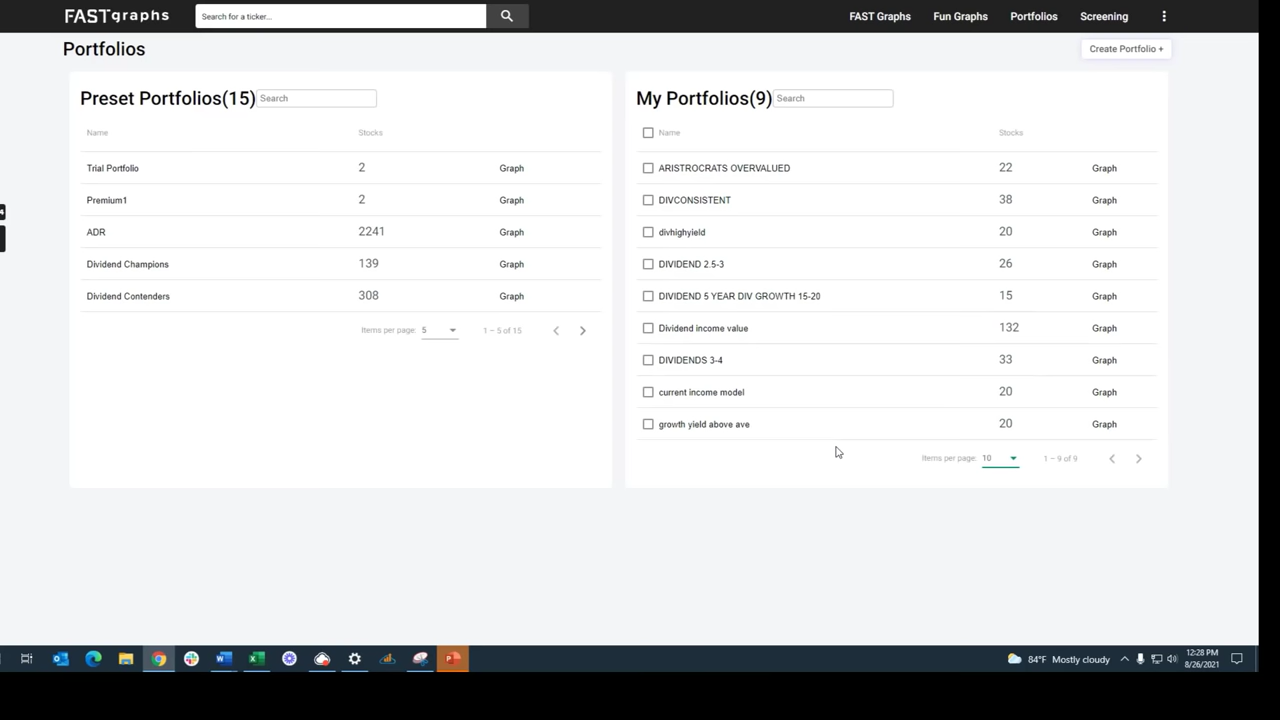 FASTgraphs Search for a ticker... FAST Graphs Fun Graphs Portfolios Screening
Portfolios Create Portfolio +
Preset Portfolios(15) Search
Name Stocks
Trial Portfolio 2 Graph
Premium1 2 Graph
ADR 2241 Graph
Dividend Champions 139 Graph
Dividend Contenders 308 Graph
Items per page: 5 1 – 5 of 15
My Portfolios(9) Search
Name Stocks
ARISTROCRATS OVERVALUED 22 Graph
DIVCONSISTENT 38 Graph
divhighyield 20 Graph
DIVIDEND 2.5-3 26 Graph
DIVIDEND 5 YEAR DIV GROWTH 15-20 15 Graph
Dividend income value 132 Graph
DIVIDENDS 3-4 33 Graph
current income model 20 Graph
growth yield above ave 20 Graph
Items per page: 10 1 – 9 of 9
84°F Mostly cloudy
12:28 PM
8/26/2021